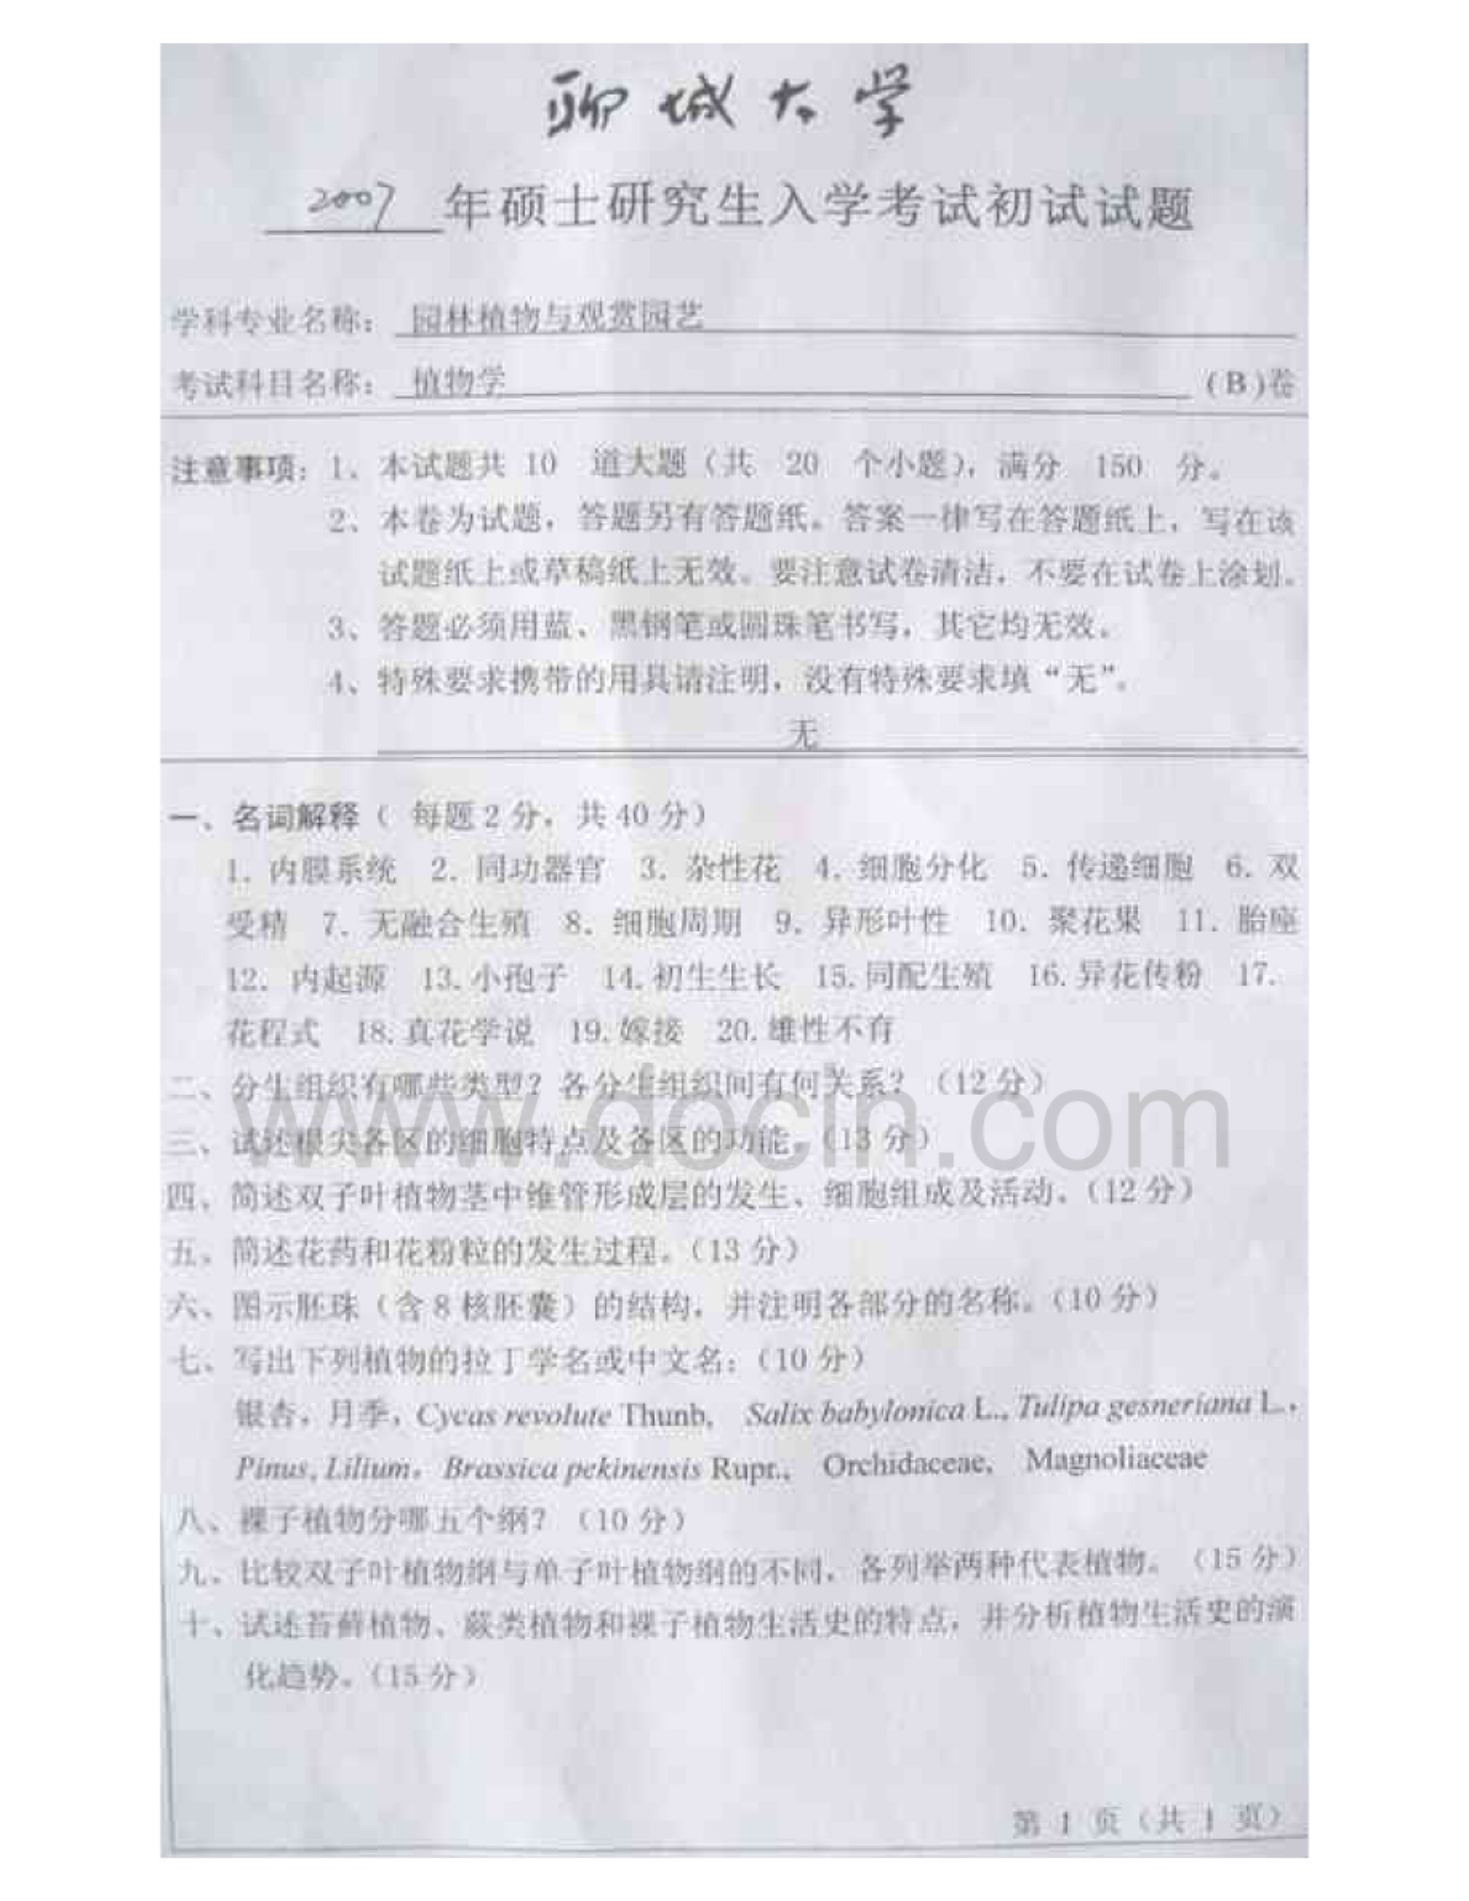 聊城大学
2007 年硕士研究生入学考试初试试题
学科专业名称： 园林植物与观赏园艺
考试科目名称： 植物学 (B)卷
注意事项：1、本试题共 10 道大题（共 20 个小题），满分 150 分。
2、本卷为试题，答题另有答题纸。答案一律写在答题纸上，写在该
试题纸上或草稿纸上无效。要注意试卷清洁，不要在试卷上涂划。
3、答题必须用蓝、黑钢笔或圆珠笔书写，其它均无效。
4、特殊要求携带的用具请注明，没有特殊要求填“无”。
无
一、名词解释（ 每题2分，共40分）
1. 内膜系统 2. 同功器官 3. 杂性花 4. 细胞分化 5. 传递细胞 6. 双
受精 7. 无融合生殖 8. 细胞周期 9. 异形叶性 10. 聚花果 11. 胎座
12. 内起源 13.小孢子 14.初生生长 15.同配生殖 16.异花传粉 17.
花程式 18.真花学说 19.嫁接 20.雄性不育
二、分生组织有哪些类型？各分生组织间有何关系？（12分）
www.docin.com
三、试述根尖各区的细胞特点及各区的功能。（13分）
四、简述双子叶植物茎中维管形成层的发生、细胞组成及活动。（12分）
五、简述花药和花粉粒的发生过程。（13分）
六、图示胚珠（含8核胚囊）的结构，并注明各部分的名称。（10分）
七、写出下列植物的拉丁学名或中文名：（10分）
银杏，月季，Cycas revolute Thunb, Salix babylonica L., Tulipa gesneriana L.,
Pinus, Lilium, Brassica pekinensis Rupr., Orchidaceae, Magnoliaceae
八、裸子植物分哪五个纲？（10分）
九、比较双子叶植物纲与单子叶植物纲的不同，各列举两种代表植物。（15分）
十、试述苔藓植物、蕨类植物和裸子植物生活史的特点，并分析植物生活史的演
化趋势。（15分）
第 1 页（共 1 页）